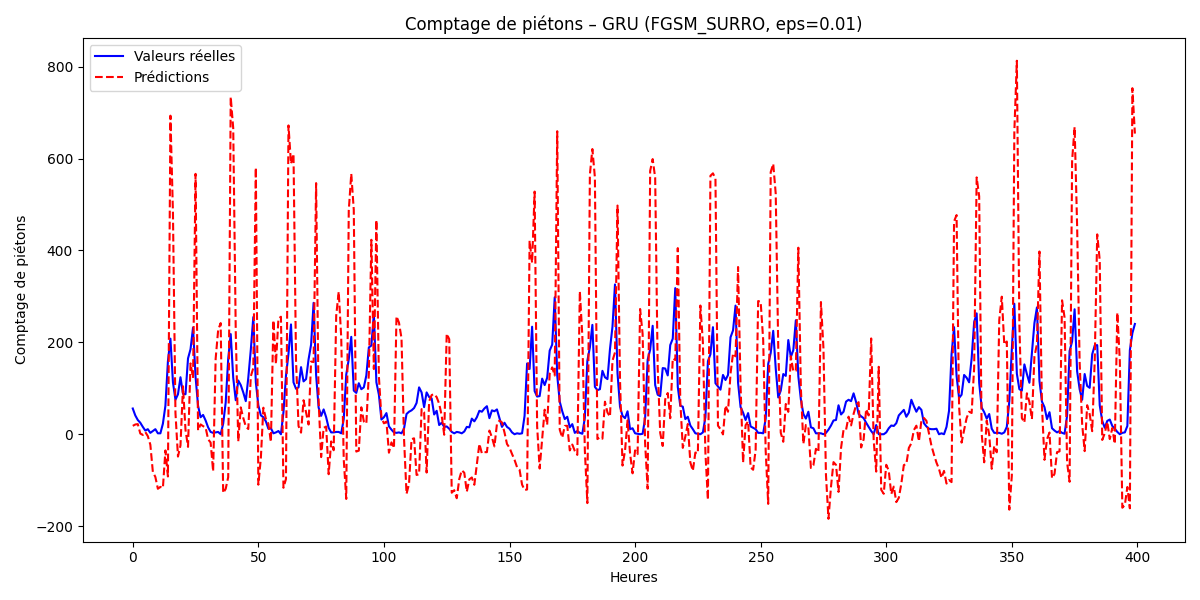 Comptage de piétons – GRU (FGSM_SURRO, eps=0.01)
Valeurs réelles
Prédictions
Comptage de piétons
800
600
400
200
0
−200
0 50 100 150 200 250 300 350 400
Heures